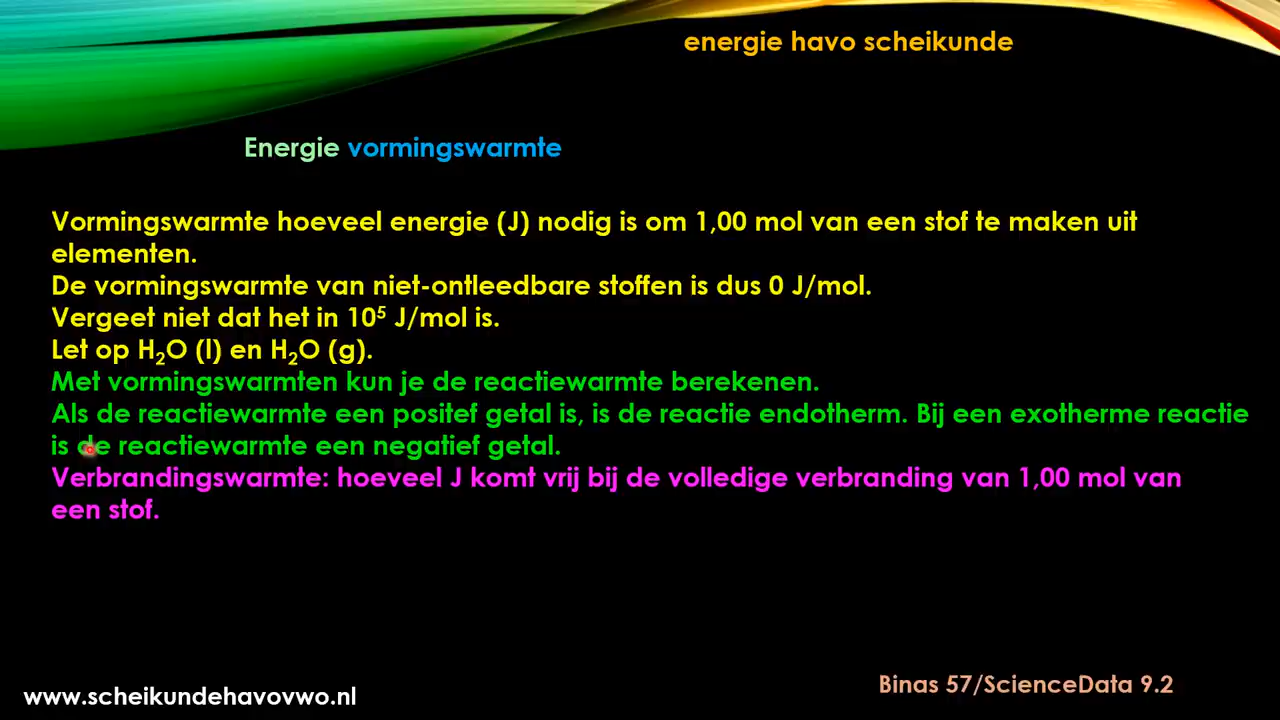 energie havo scheikunde
Energie vormingswarmte
Vormingswarmte hoeveel energie (J) nodig is om 1,00 mol van een stof te maken uit
elementen.
De vormingswarmte van niet-ontleedbare stoffen is dus 0 J/mol.
Vergeet niet dat het in 10⁵ J/mol is.
Let op H₂O (l) en H₂O (g).
Met vormingswarmten kun je de reactiewarmte berekenen.
Als de reactiewarmte een positief getal is, is de reactie endotherm. Bij een exotherme reactie
is de reactiewarmte een negatief getal.
Verbrandingswarmte: hoeveel J komt vrij bij de volledige verbranding van 1,00 mol van
een stof.
Binas 57/ScienceData 9.2
www.scheikundehavovwo.nl